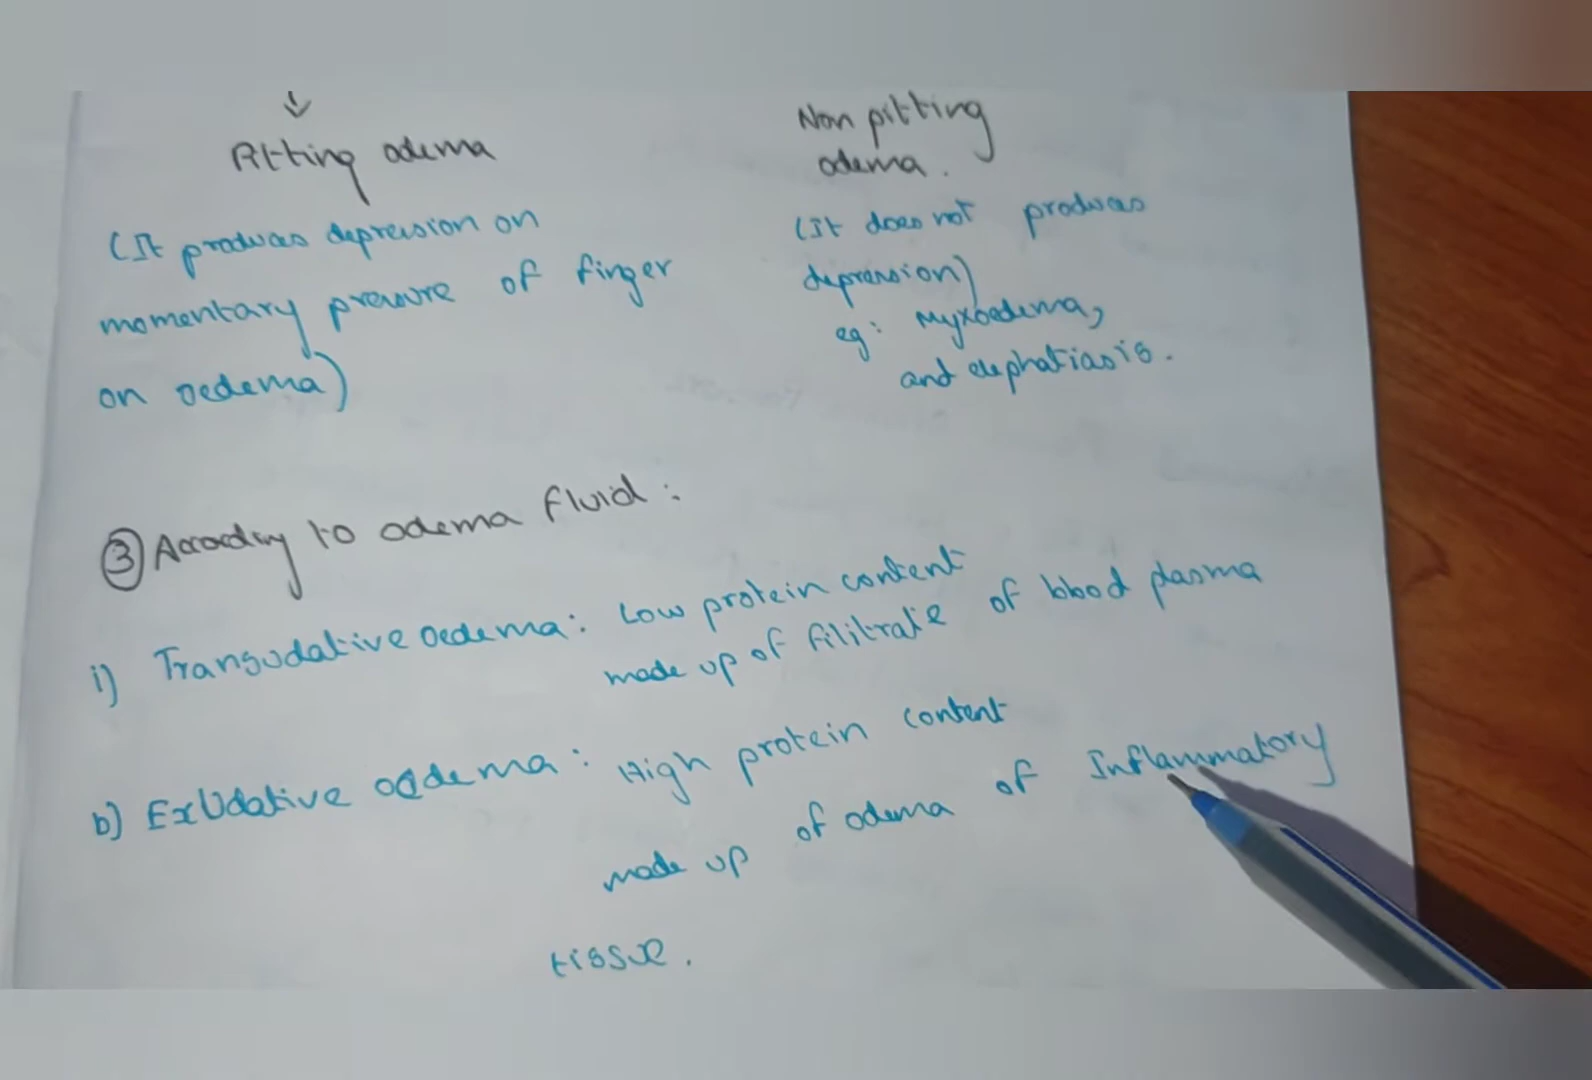 Pitting odema
(It produces depression on
momentary pressure of finger
on oedema)
Non pitting
odema.
(It does not produces
depression)
eg: Myxoedema,
and elephatiasis.
③ According to odema fluid:
i) Transudative oedema: Low protein content
made up of filitrate of blood plasma
b) Exudative oedema: High protein content
made up of odema of Inflammatory
tissue.